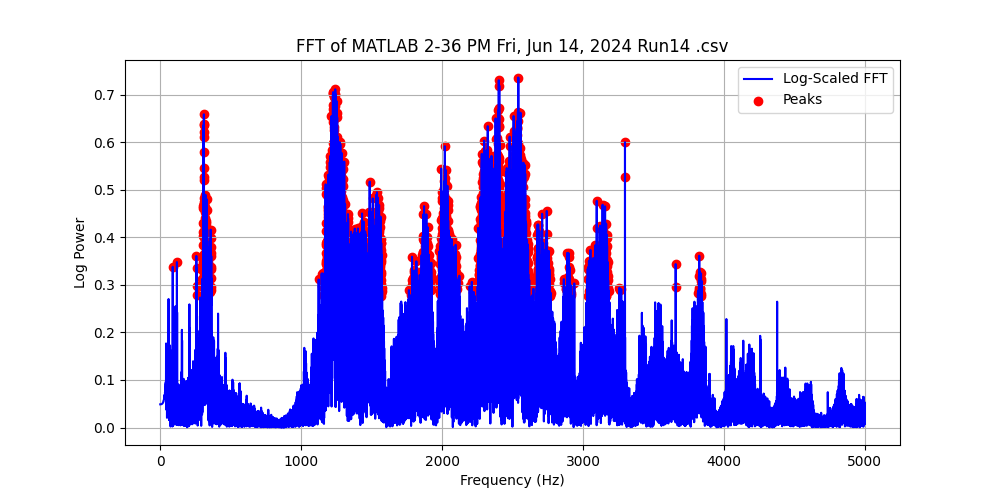 FFT of MATLAB 2-36 PM Fri, Jun 14, 2024 Run14 .csv
Log-Scaled FFT
Peaks
0.7
0.6
0.5
0.4
0.3
0.2
0.1
0.0
Log Power
0 1000 2000 3000 4000 5000
Frequency (Hz)